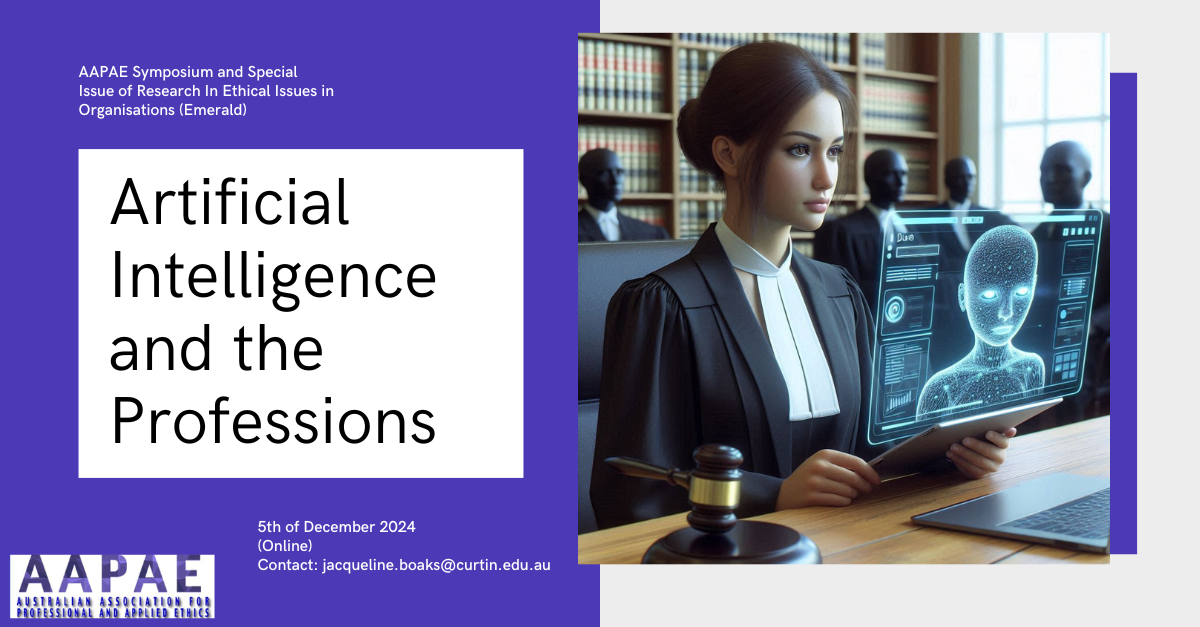 AAPAE Symposium and Special
Issue of Research In Ethical Issues in
Organisations (Emerald)
Artificial
Intelligence
and the
Professions
5th of December 2024
(Online)
Contact: jacqueline.boaks@curtin.edu.au
AAPAE
AUSTRALIAN ASSOCIATION FOR
PROFESSIONAL AND APPLIED ETHICS